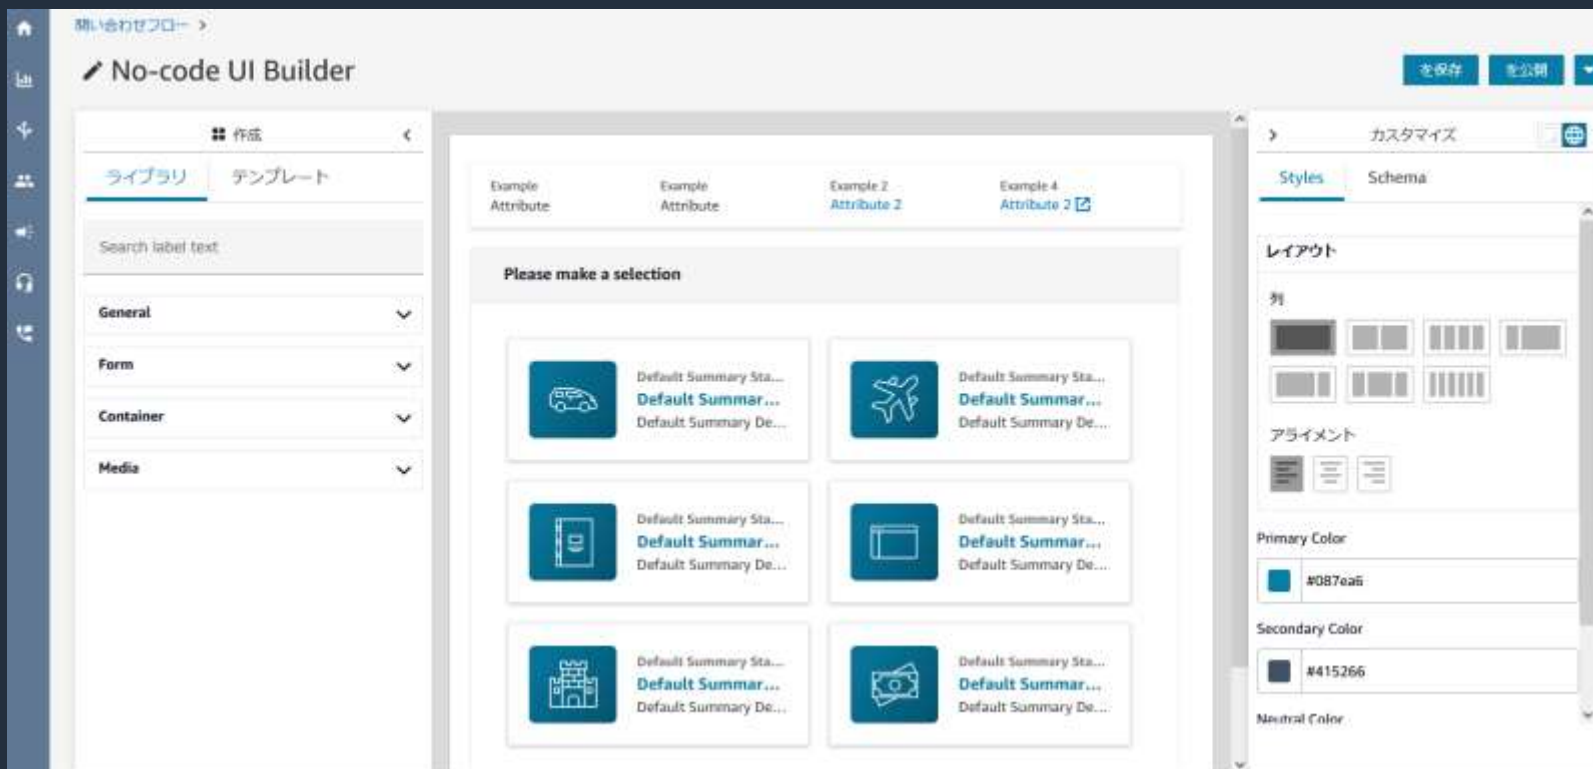 問い合わせフロー >
No-code UI Builder
を保存
を公開
作成
ライブラリ
テンプレート
Search label text
General
Form
Container
Media
Example
Attribute
Example
Attribute
Example 2
Attribute 2
Example 4
Attribute 2
Please make a selection
Default Summary Sta...
Default Summar...
Default Summary De...
Default Summary Sta...
Default Summar...
Default Summary De...
Default Summary Sta...
Default Summar...
Default Summary De...
Default Summary Sta...
Default Summar...
Default Summary De...
Default Summary Sta...
Default Summar...
Default Summary De...
Default Summary Sta...
Default Summar...
Default Summary De...
カスタマイズ
Styles
Schema
レイアウト
列
アライメント
Primary Color
#087ea6
Secondary Color
#415266
Neutral Color